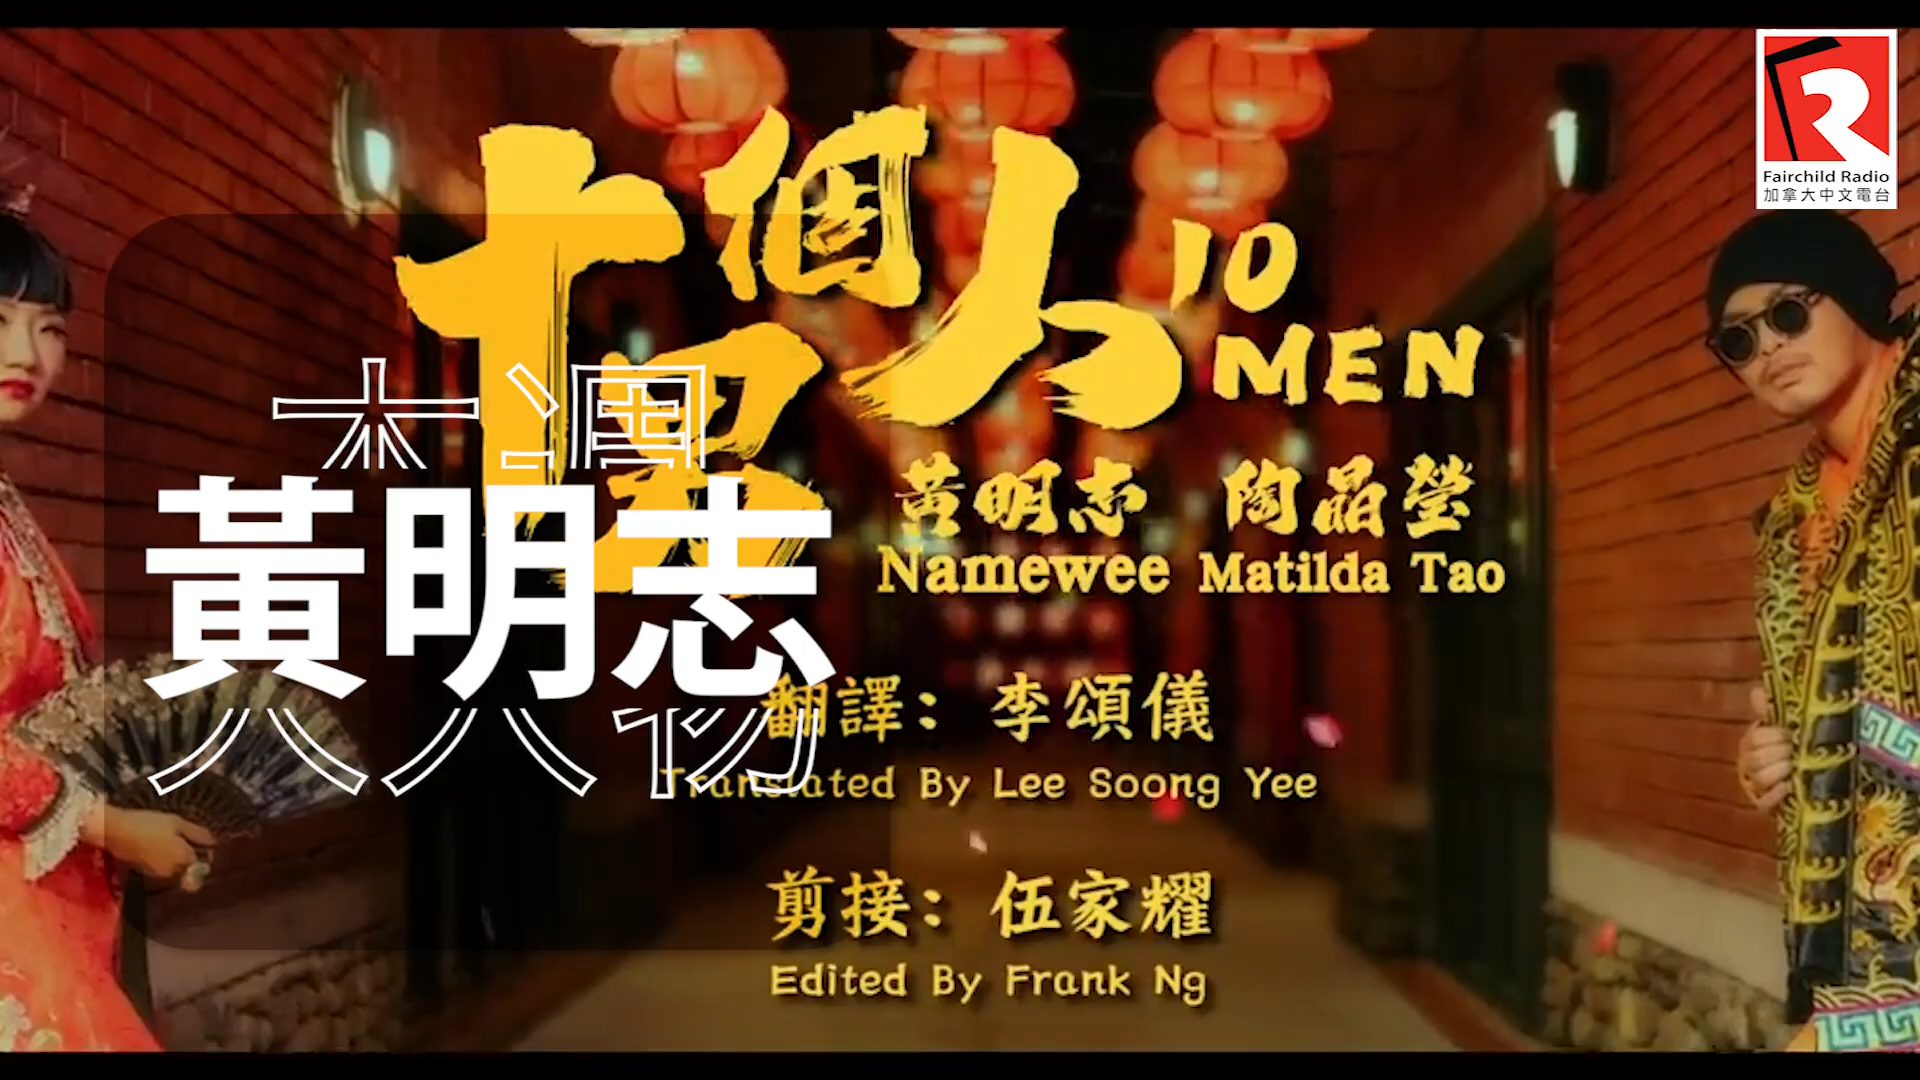 Fairchild Radio
加拿大中文電台
十個男人
10
MEN
本週
黃明志
人物
黃明志 陶晶瑩
Namewee Matilda Tao
翻譯：李頌儀
Translated By Lee Soong Yee
剪接：伍家耀
Edited By Frank Ng